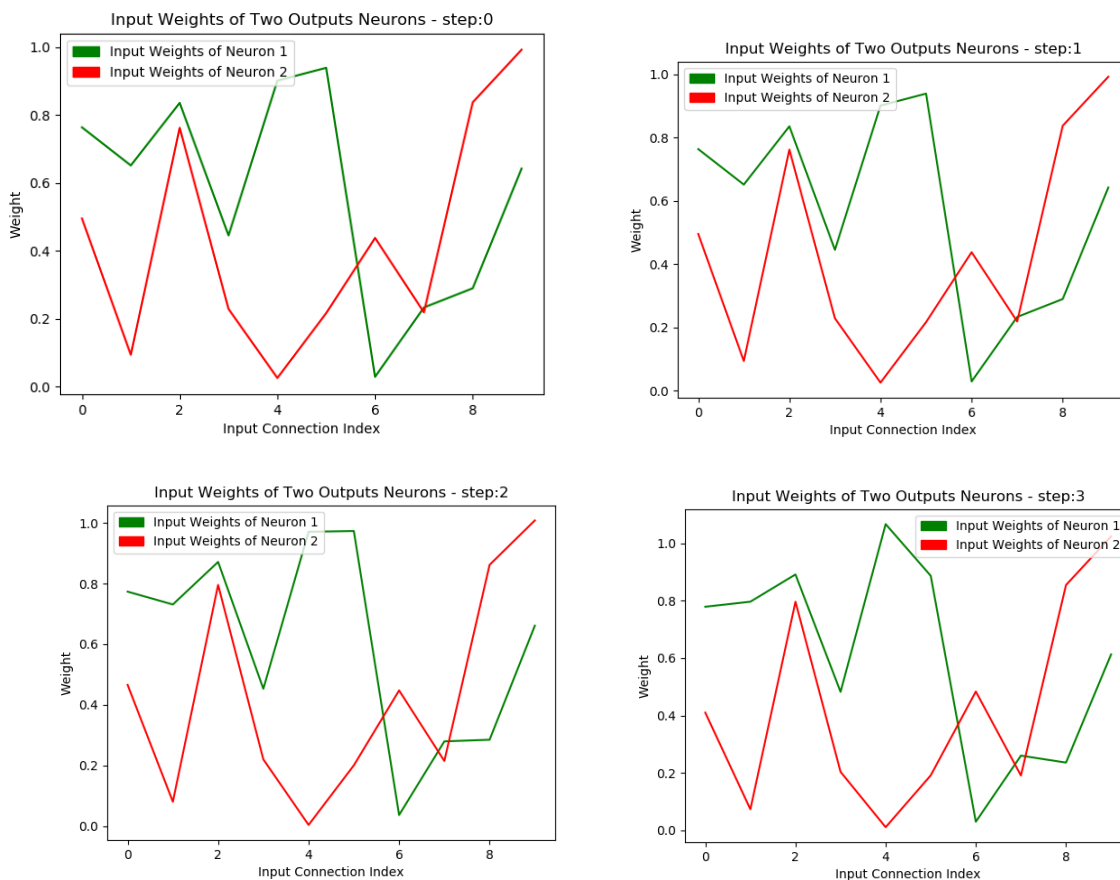 Input Weights of Two Outputs Neurons - step:0
Input Weights of Neuron 1
Input Weights of Neuron 2
1.0
0.8
0.6
0.4
0.2
0.0
Weight
0 2 4 6 8
Input Connection Index
Input Weights of Two Outputs Neurons - step:1
Input Weights of Neuron 1
Input Weights of Neuron 2
1.0
0.8
0.6
0.4
0.2
0.0
Weight
0 2 4 6 8
Input Connection Index
Input Weights of Two Outputs Neurons - step:2
Input Weights of Neuron 1
Input Weights of Neuron 2
1.0
0.8
0.6
0.4
0.2
0.0
Weight
0 2 4 6 8
Input Connection Index
Input Weights of Two Outputs Neurons - step:3
Input Weights of Neuron 1
Input Weights of Neuron 2
1.0
0.8
0.6
0.4
0.2
0.0
Weight
0 2 4 6 8
Input Connection Index